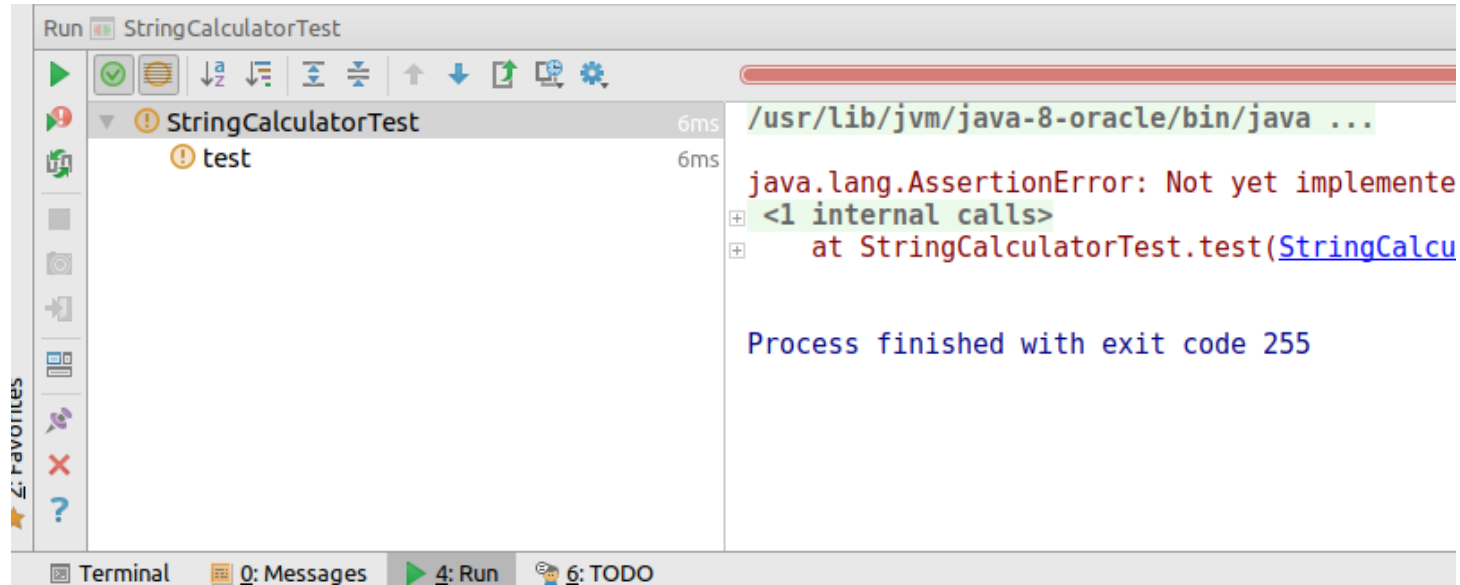 Run StringCalculatorTest
StringCalculatorTest 6ms
test 6ms
/usr/lib/jvm/java-8-oracle/bin/java ...
java.lang.AssertionError: Not yet implemente
<1 internal calls>
at StringCalculatorTest.test(StringCalcu
Process finished with exit code 255
2: Favorites
Terminal 0: Messages 4: Run 6: TODO